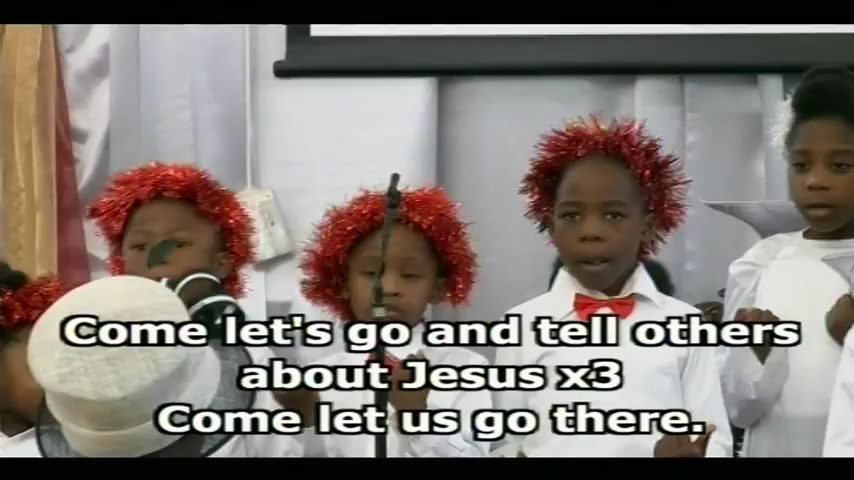 Come let's go and tell others
about Jesus x3
Come let us go there.